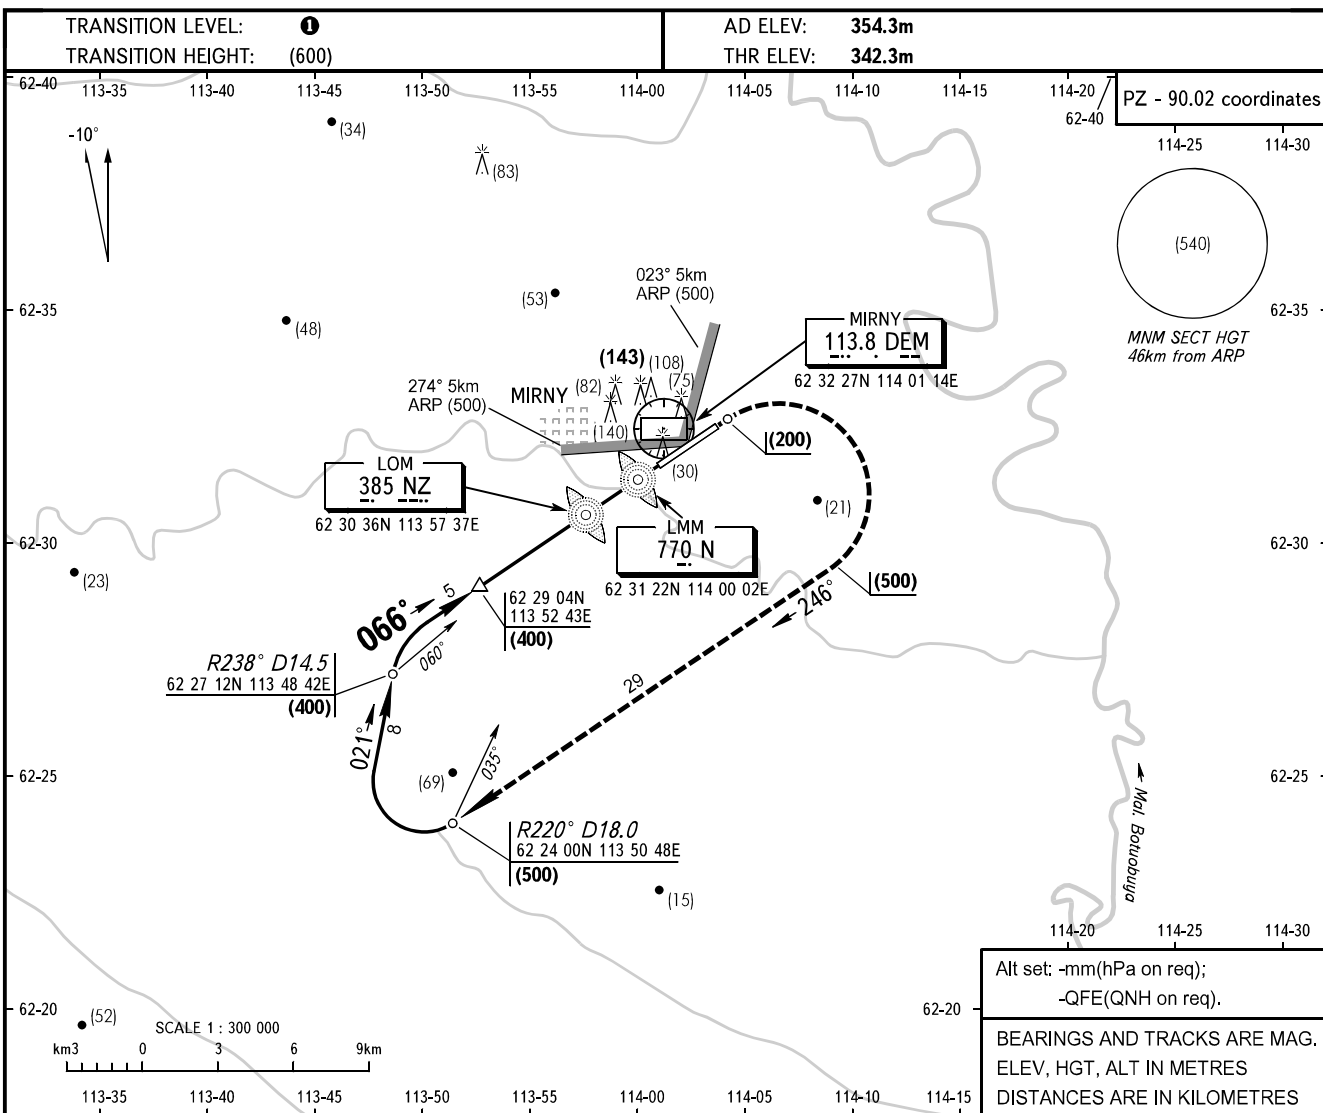 TRANSITION LEVEL: 1
TRANSITION HEIGHT: (600)
AD ELEV: 354.3m
THR ELEV: 342.3m
62-40
113-35
113-40
113-45
113-50
113-55
114-00
114-05
114-10
114-15
114-20
62-40
PZ - 90.02 coordinates
114-25
114-30
-10°
(34)
(83)
(540)
MNM SECT HGT
46km from ARP
023° 5km
ARP (500)
(53)
62-35
(48)
62-35
MIRNY
113.8 DEM
62 32 27N 114 01 14E
(143)
(108)
(82)
(75)
274° 5km
ARP (500)
MIRNY
(140)
(200)
(30)
LOM
385 NZ
62 30 36N 113 57 37E
(21)
LMM
770 N
62 31 22N 114 00 02E
62-30
62-30
(23)
(500)
246°
5
066°
62 29 04N
113 52 43E
(400)
060°
R238° D14.5
62 27 12N 113 48 42E
(400)
29
021°
8
035°
(69)
62-25
62-25
R220° D18.0
62 24 00N 113 50 48E
(500)
(15)
Mal. Botuobuya
114-20
114-25
114-30
62-20
62-20
(52)
SCALE 1 : 300 000
km3 0 3 6 9km
113-35
113-40
113-45
113-50
113-55
114-00
114-05
114-10
114-15
Alt set: -mm(hPa on req);
-QFE(QNH on req).
BEARINGS AND TRACKS ARE MAG.
ELEV, HGT, ALT IN METRES
DISTANCES ARE IN KILOMETRES